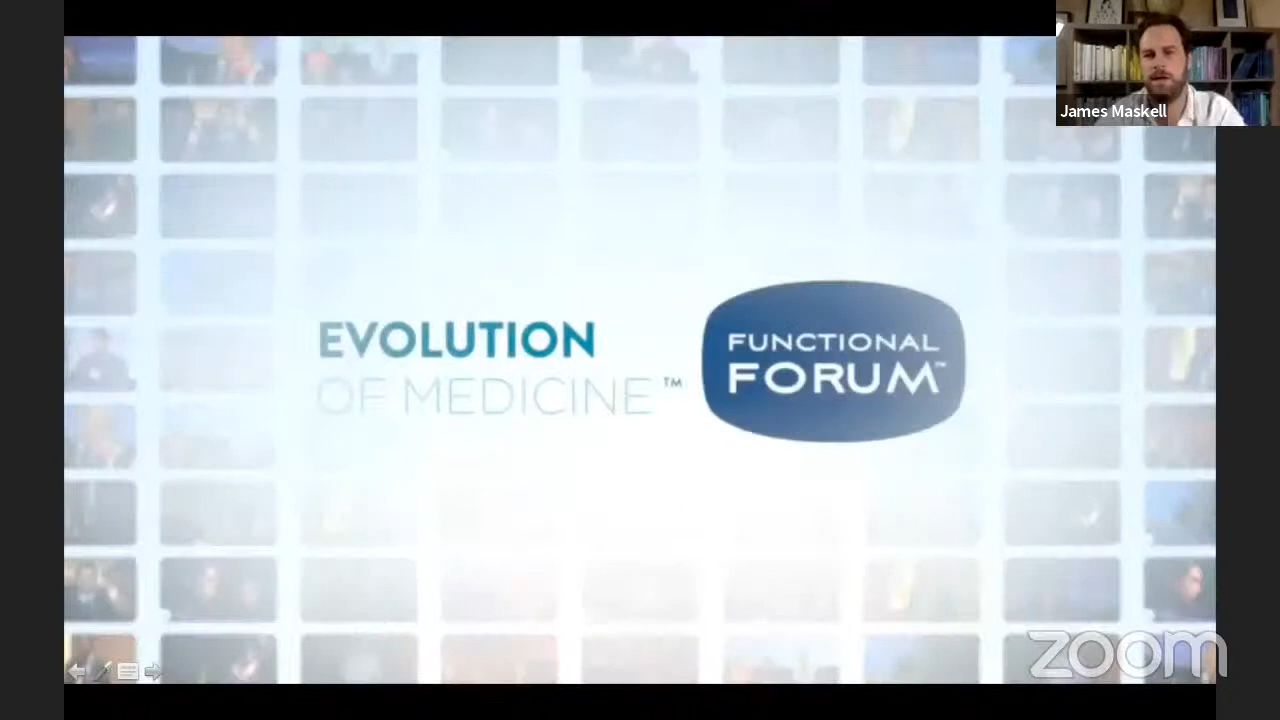 James Maskell
EVOLUTION
OF MEDICINE™
FUNCTIONAL
FORUM™
zoom